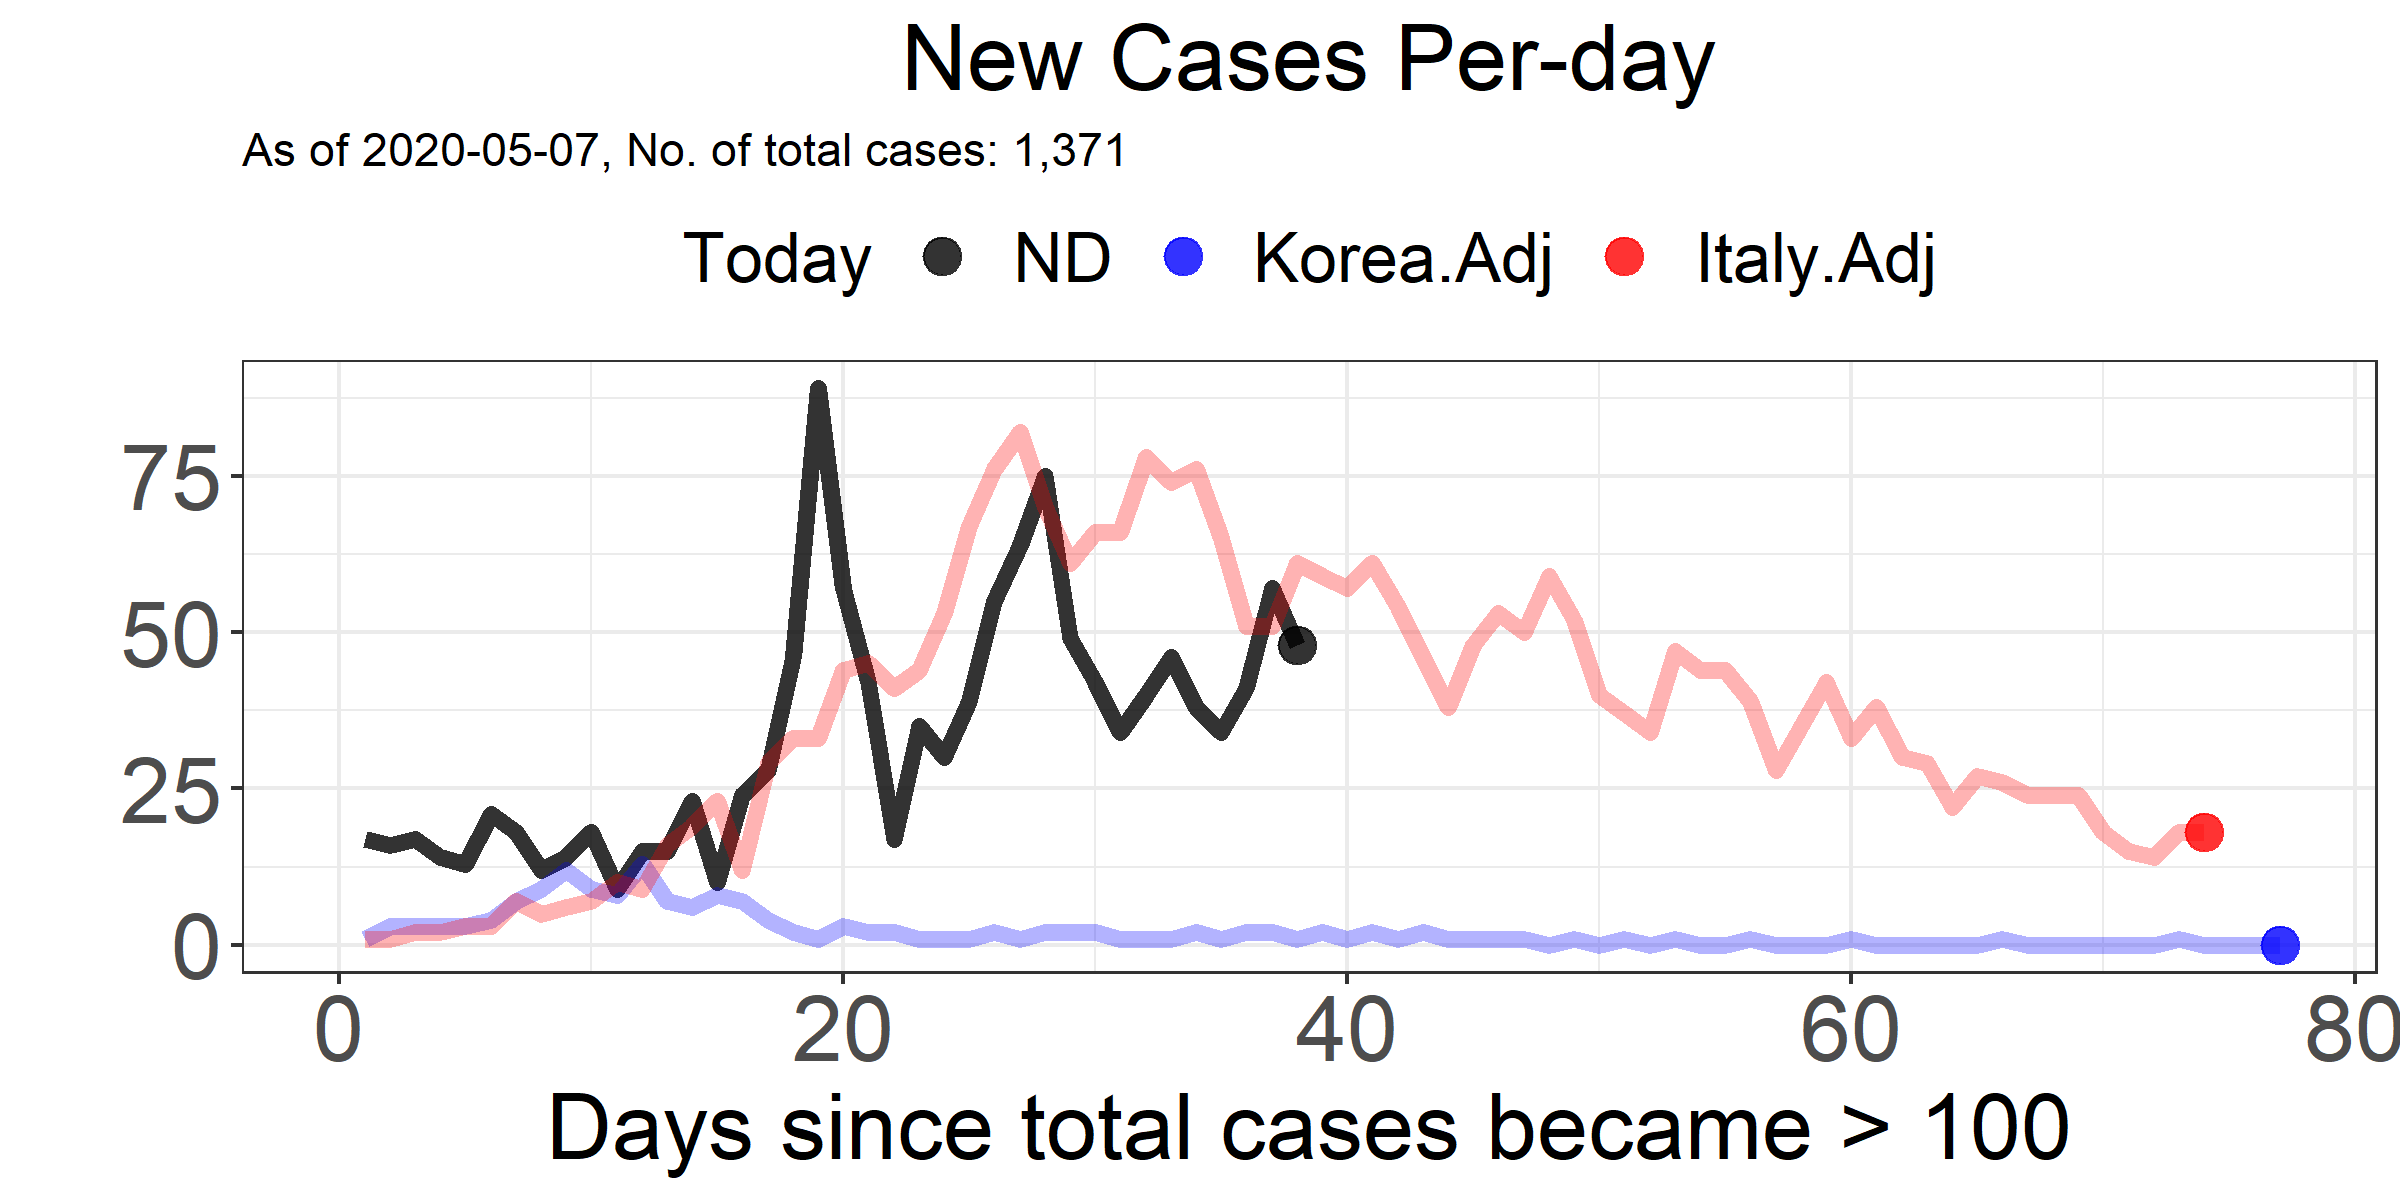 New Cases Per-day
As of 2020-05-07, No. of total cases: 1,371
Today ND Korea.Adj Italy.Adj
75
50
25
0
0 20 40 60 80
Days since total cases became > 100